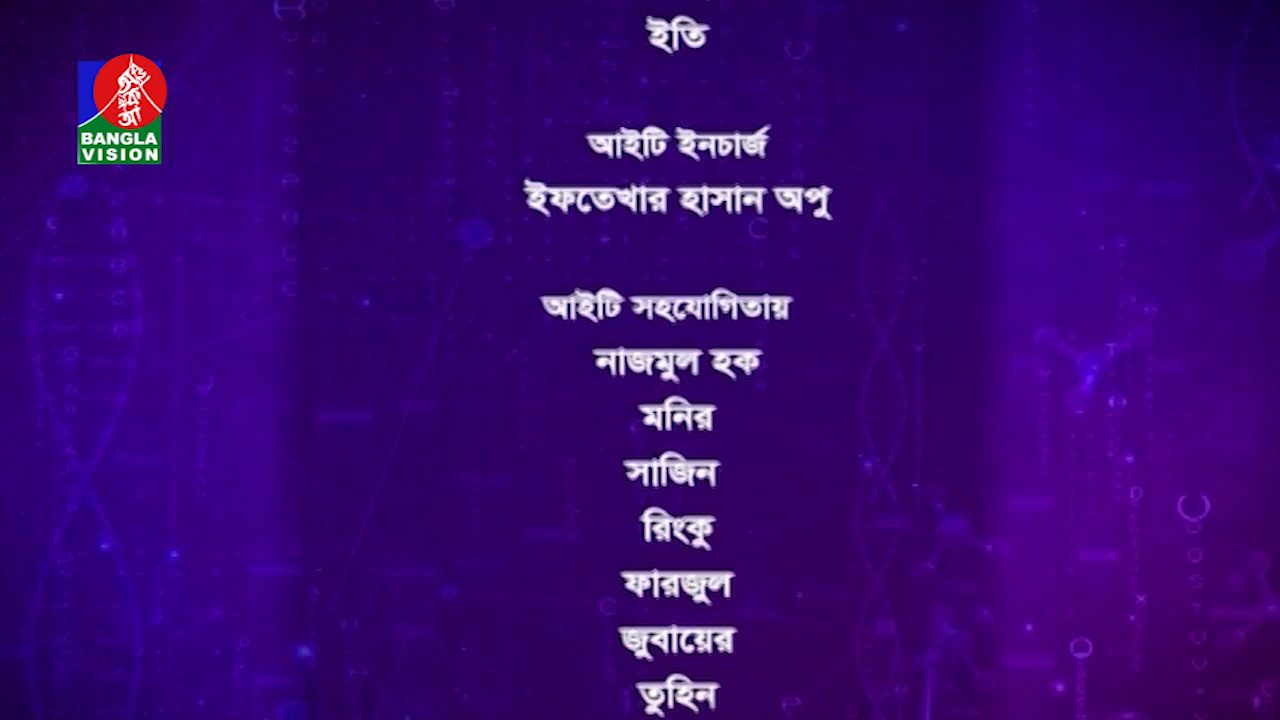 BANGLA
VISION
ইতি
আইটি ইনচার্জ
ইফতেখার হাসান অপু
আইটি সহযোগিতায়
নাজমুল হক
মনির
সাজিন
রিংকু
ফারজুল
জুবায়ের
তুহিন